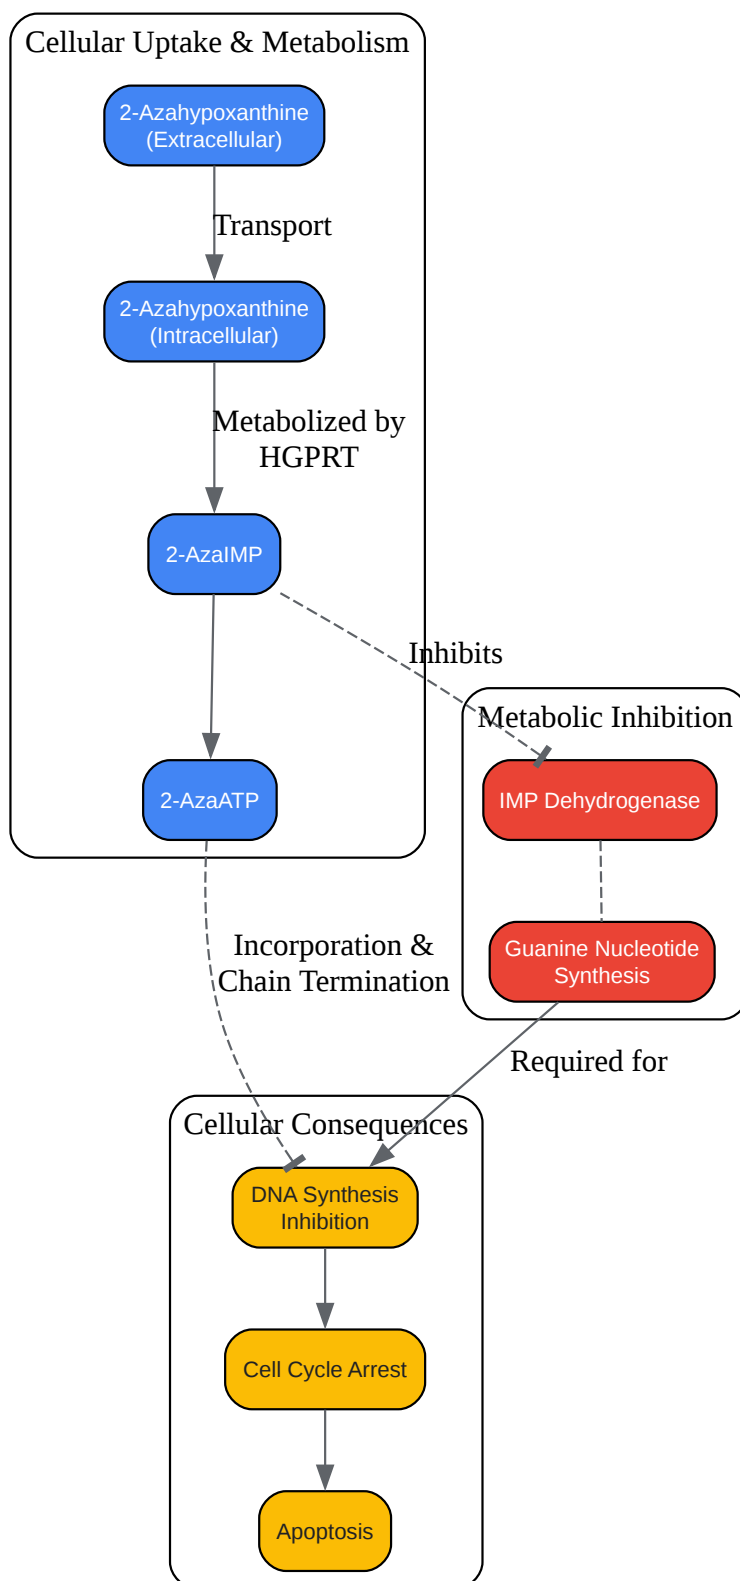 Cellular Uptake & Metabolism
2-Azahypoxanthine
(Extracellular)
Transport
2-Azahypoxanthine
(Intracellular)
Metabolized by
HGPRT
2-AzaIMP
Inhibits
Metabolic Inhibition
2-AzaATP
IMP Dehydrogenase
Incorporation &
Chain Termination
Guanine Nucleotide
Synthesis
Required for
Cellular Consequences
DNA Synthesis
Inhibition
Cell Cycle Arrest
Apoptosis